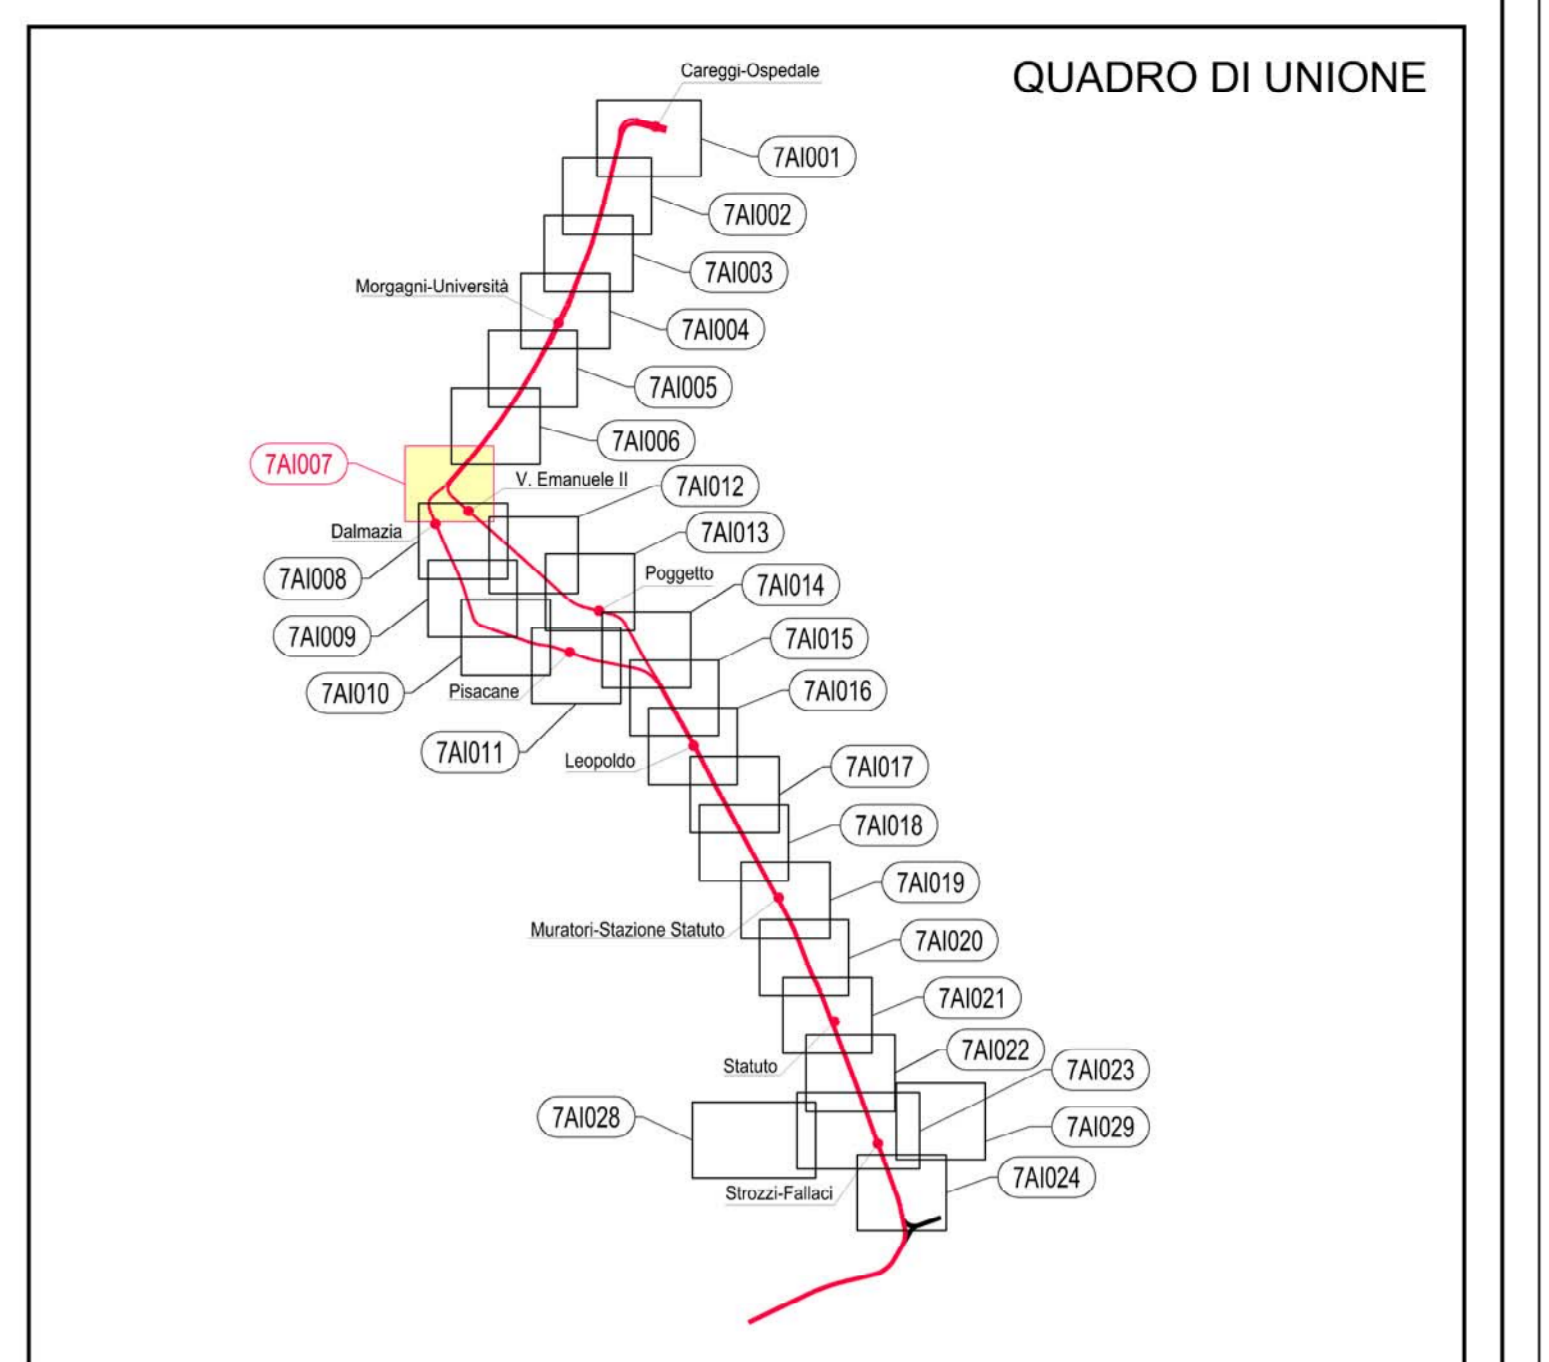 QUADRO DI UNIONE
Careggi-Ospedale
7AI001
7AI002
7AI003
Morgagni-Università
7AI004
7AI005
7AI006
7AI007
V. Emanuele II
7AI012
Dalmazia
7AI013
7AI008
Poggetto
7AI014
7AI009
7AI015
7AI010
Pisacane
7AI016
7AI011
Leopoldo
7AI017
7AI018
7AI019
Muratori-Stazione Statuto
7AI020
7AI021
7AI022
Statuto
7AI023
7AI028
7AI029
7AI024
Strozzi-Fallaci